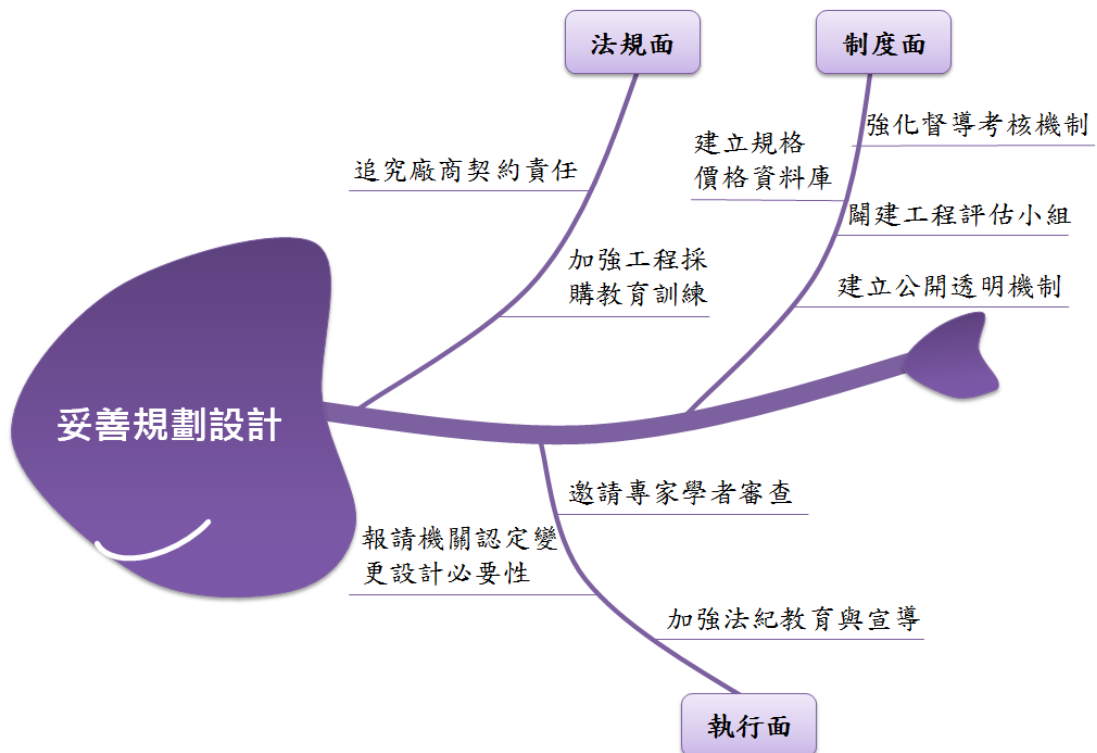 法規面
制度面
強化督導考核機制
建立規格
價格資料庫
追究廠商契約責任
闢建工程評估小組
加強工程採
購教育訓練
建立公開透明機制
妥善規劃設計
邀請專家學者審查
報請機關認定變
更設計必要性
加強法紀教育與宣導
執行面